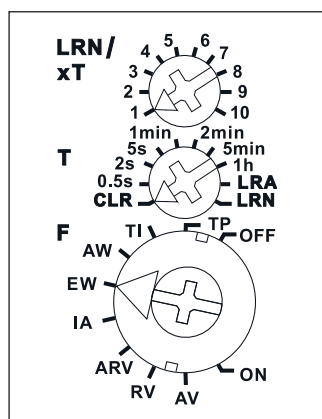 LRN/
xT
1
2
3
4
5
6
7
8
9
10
T
CLR
0.5s
2s
5s
1min
2min
5min
1h
LRA
LRN
F
ON
AV
RV
ARV
IA
EW
AW
TI
TP
OFF